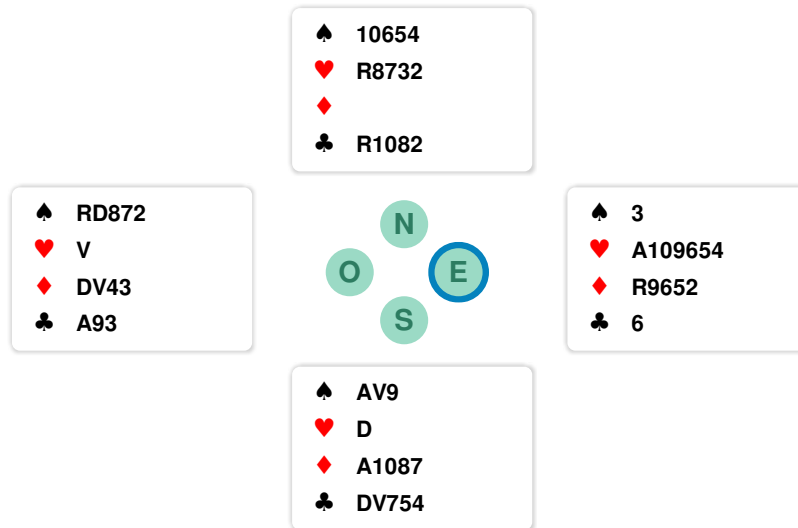 ♠ 10654
♥ R8732
♦
♣ R1082
♠ RD872
♥ V
♦ DV43
♣ A93
N
O E
S
♠ 3
♥ A109654
♦ R9652
♣ 6
♠ AV9
♥ D
♦ A1087
♣ DV754